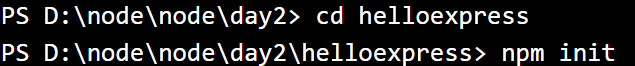 PS D:\node\node\day2> cd helloexpress
PS D:\node\node\day2\helloexpress> npm init